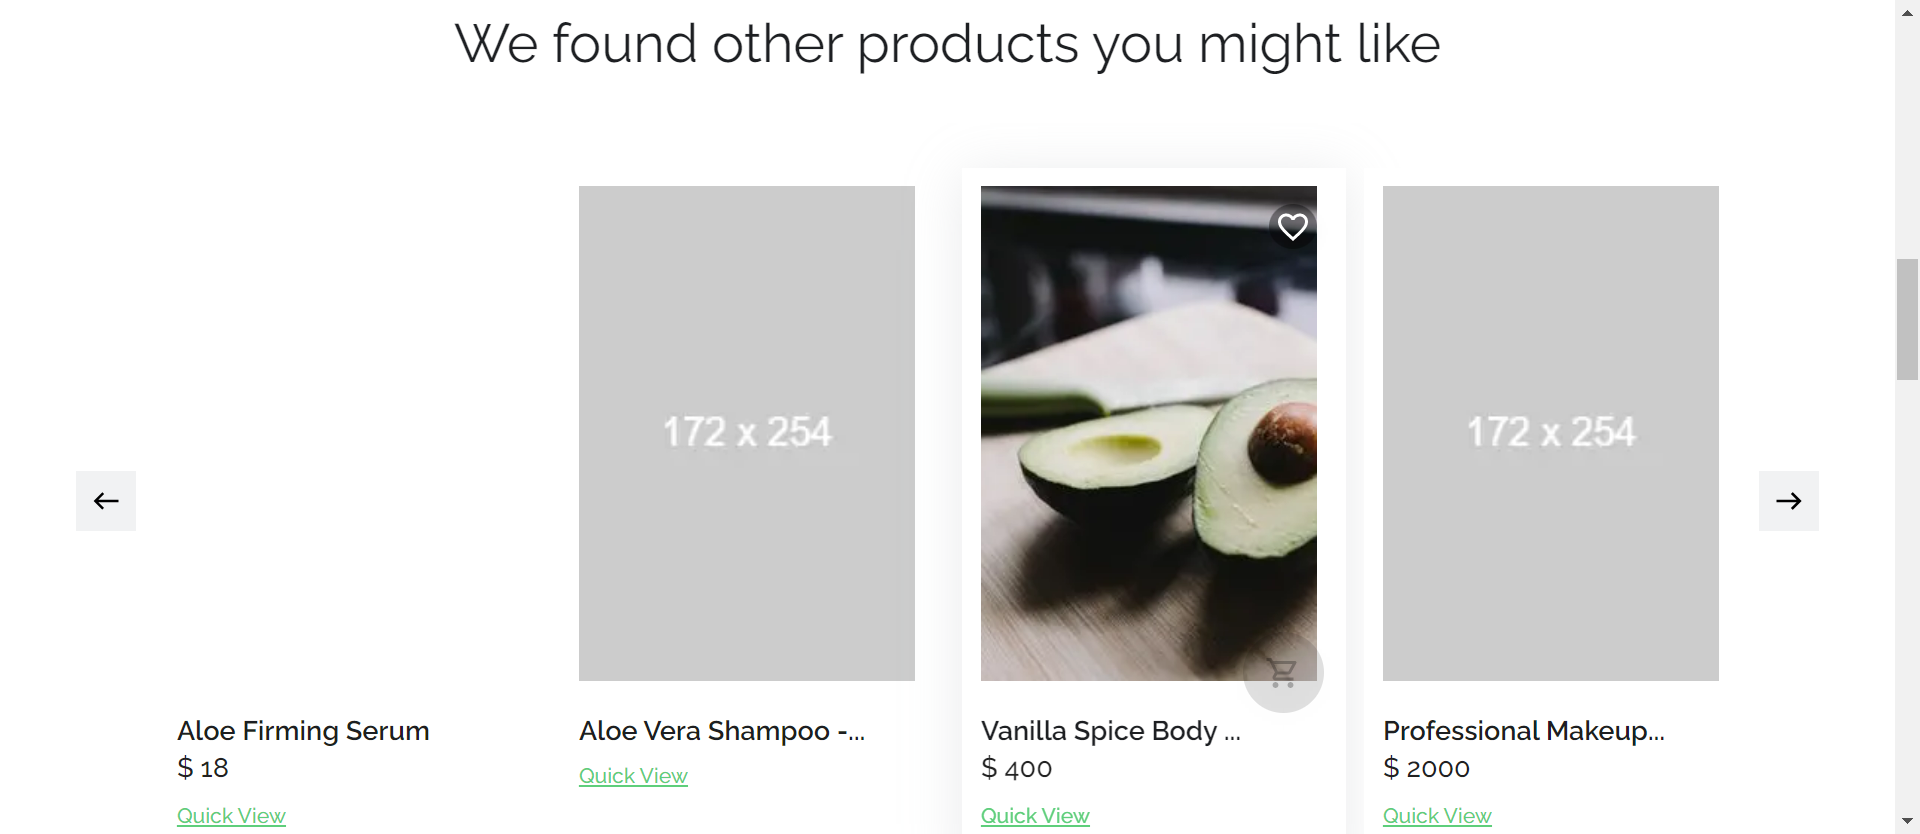 We found other products you might like
172 x 254
172 x 254
Aloe Firming Serum
$ 18
Quick View
Aloe Vera Shampoo -...
Quick View
Vanilla Spice Body ...
$ 400
Quick View
Professional Makeup...
$ 2000
Quick View